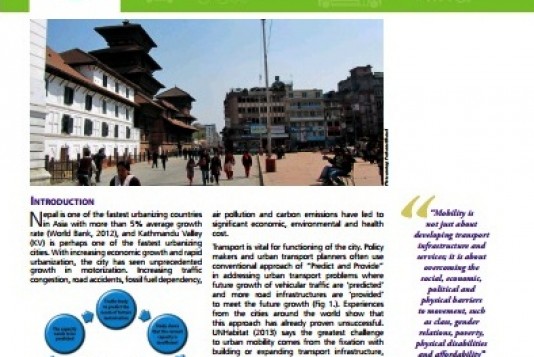 INTRODUCTION
Nepal is one of the fastest urbanizing countries
in Asia with more than 5% average growth
rate (World Bank, 2012), and Kathmandu Valley
(KV) is perhaps one of the fastest urbanizing
cities. With increasing economic growth and rapid
urbanization, the city has seen unprecedented
growth in motorization. Increasing traffic
congestion, road accidents, fossil fuel dependency,
air pollution and carbon emissions have led to
significant economic, environmental and health
cost.
Transport is vital for functioning of the city. Policy
makers and urban transport planners often use
conventional approach of "Predict and Provide"
in addressing urban transport problems where
future growth of vehicular traffic are 'predicted'
and more road infrastructures are 'provided'
to meet the future growth (Fig 1.). Experiences
from the cities around the world show that
this approach has already proven unsuccessful.
UNHabitat (2013) says the greatest challenge
to urban mobility comes from the fixation with
building or expanding transport infrastructure,
"Mobility is
not just about
developing transport
infrastructure and
services; it is about
overcoming the
social, economic,
political and
physical barriers
to movement, such
as class, gender
relations, poverty,
physical disabilities
and affordability